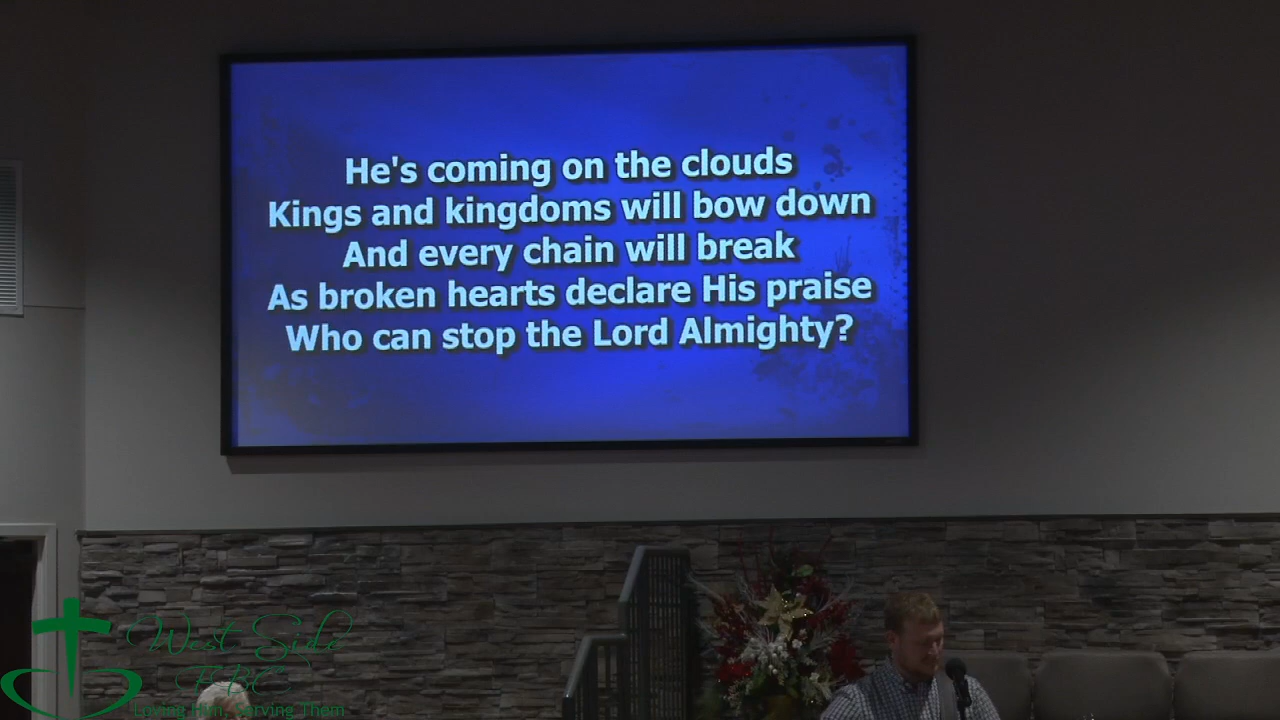 He's coming on the clouds
Kings and kingdoms will bow down
And every chain will break
As broken hearts declare His praise
Who can stop the Lord Almighty?
West Side
FBC
Loving Him, Serving Them